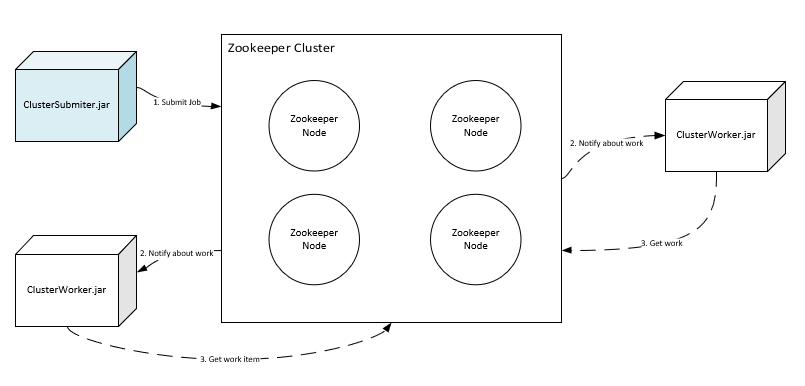 Zookeeper Cluster
ClusterSubmiter.jar
1. Submit Job
Zookeeper
Node
Zookeeper
Node
2. Notify about work
ClusterWorker.jar
Zookeeper
Node
Zookeeper
Node
3. Get work
2. Notify about work
ClusterWorker.jar
3. Get work item